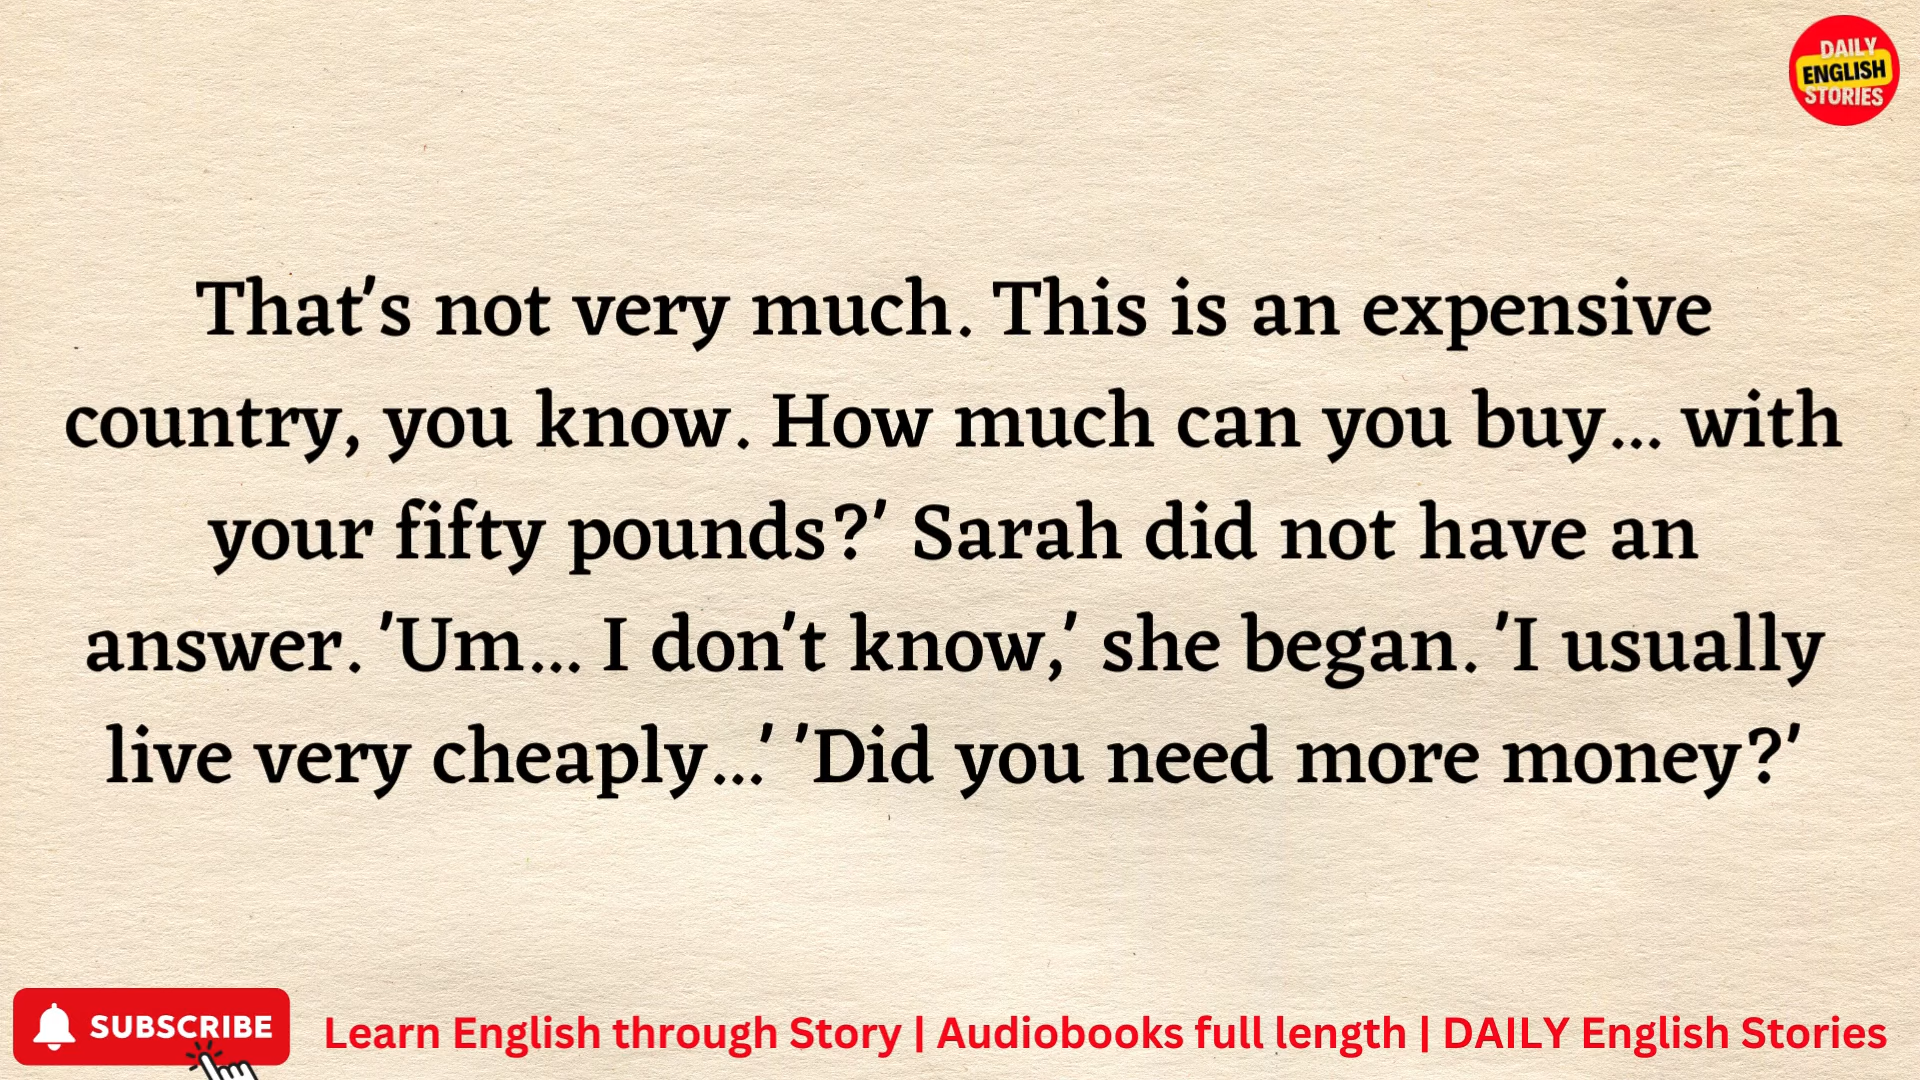 DAILY
ENGLISH
STORIES
That's not very much. This is an expensive
country, you know. How much can you buy... with
your fifty pounds?' Sarah did not have an
answer. 'Um... I don't know,' she began. 'I usually
live very cheaply...' 'Did you need more money?'
SUBSCRIBE
Learn English through Story | Audiobooks full length | DAILY English Stories